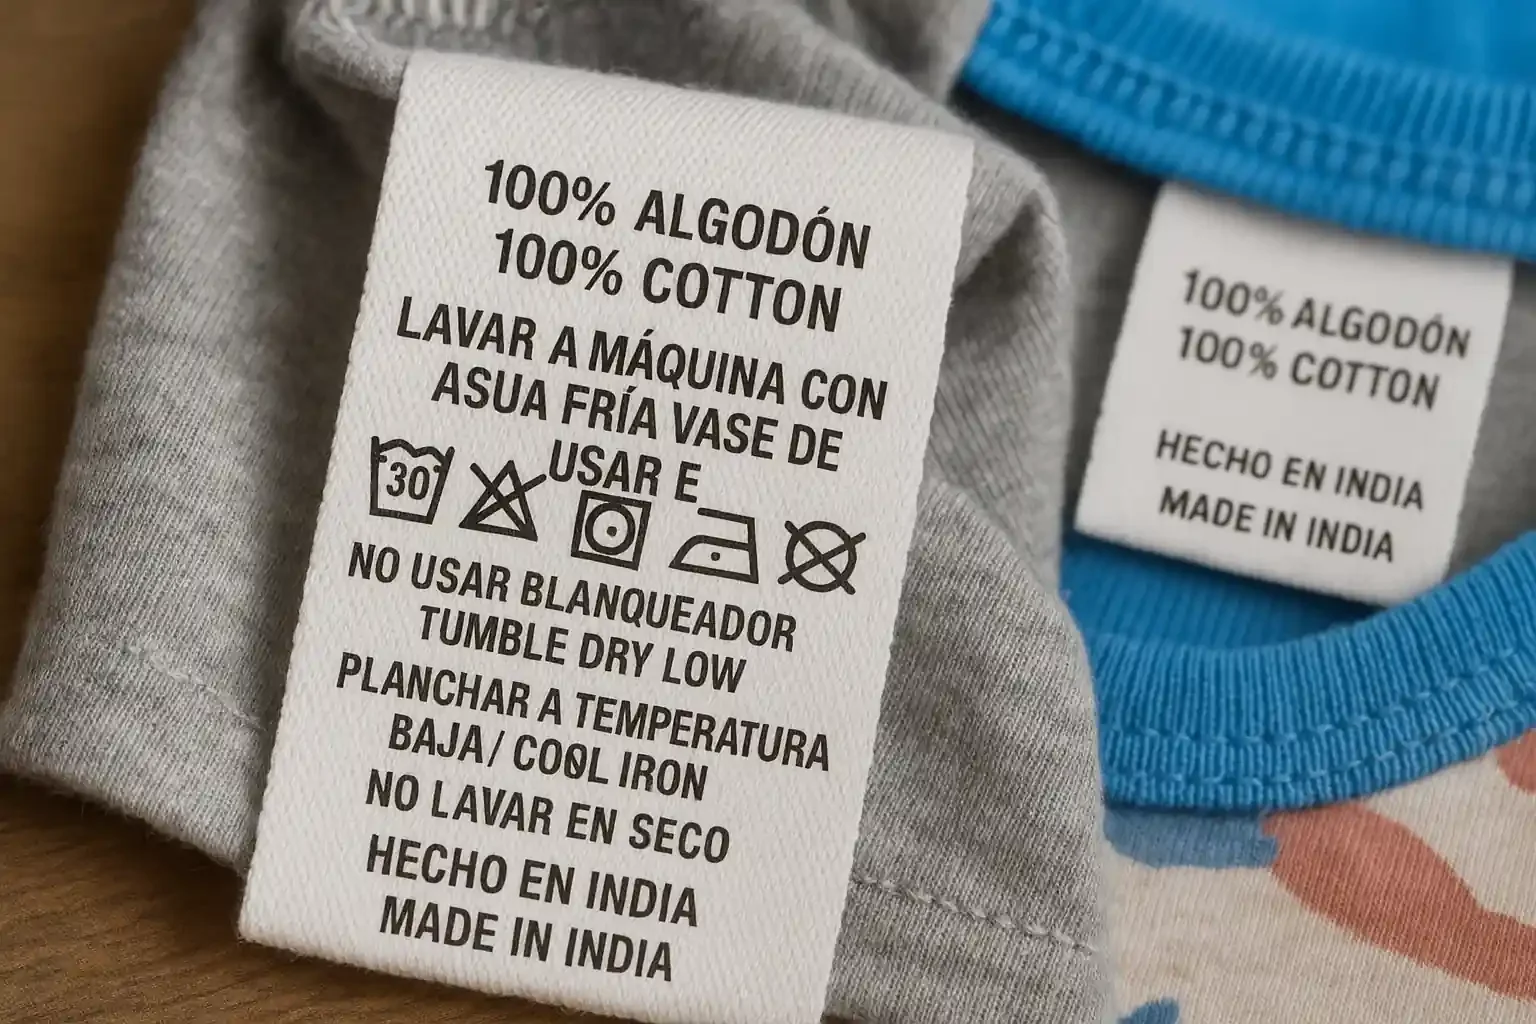 100% ALGODÓN
100% COTTON
LAVAR A MÁQUINA CON
ASUA FRÍA VASE DE
USAR E
30
NO USAR BLANQUEADOR
TUMBLE DRY LOW
PLANCHAR A TEMPERATURA
BAJA/ COOL IRON
NO LAVAR EN SECO
HECHO EN INDIA
MADE IN INDIA
100% ALGODÓN
100% COTTON
HECHO EN INDIA
MADE IN INDIA